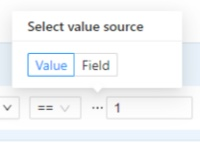 Select value source
Value Field
== ... 1